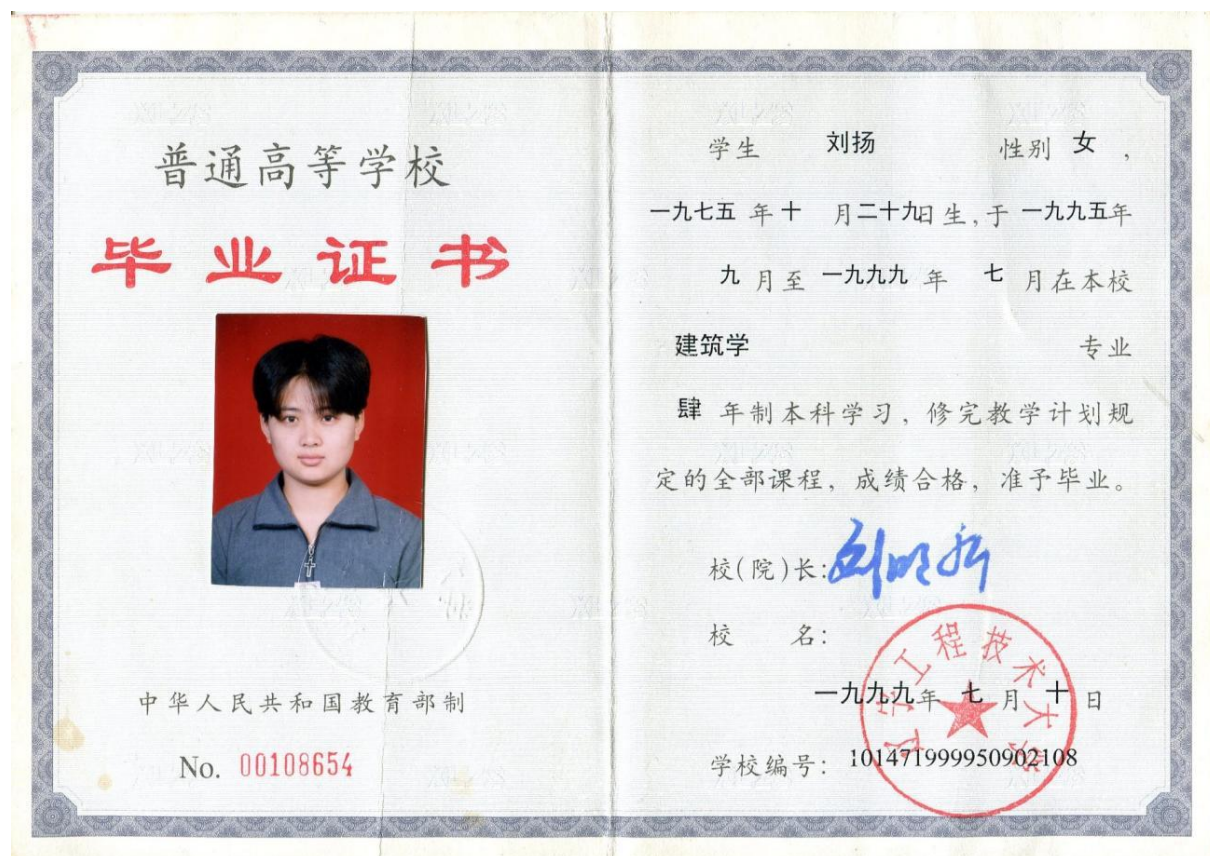 普通高等学校
毕业证书
中华人民共和国教育部制
No. 00108654
学生 刘扬 性别 女,
一九七五 年 十 月 二十九日 生,于 一九九五年
九 月至 一九九九 年 七 月在本校
建筑学 专业
肆 年制本科学习,修完教学计划规
定的全部课程,成绩合格,准予毕业。
校(院)长:
校 名:
辽宁工程技术大学
一九九九年 七 月 十 日
学校编号: 101471999950902108